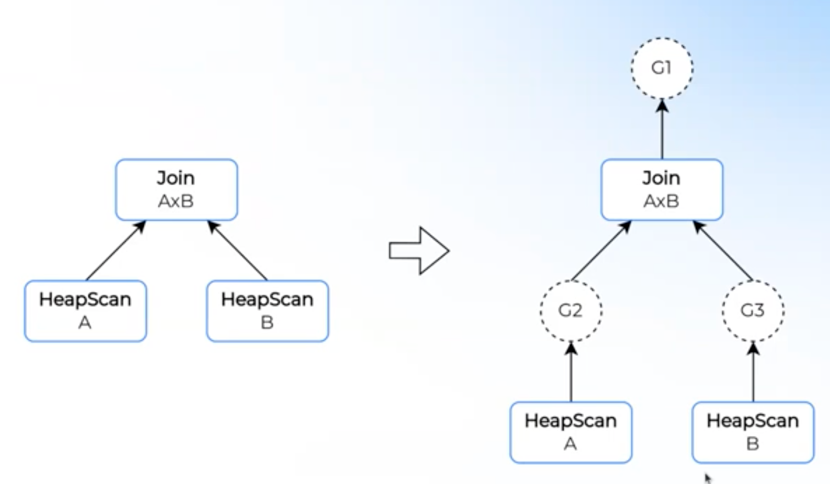 Join
AxB
HeapScan
A
HeapScan
B
G1
Join
AxB
G2
G3
HeapScan
A
HeapScan
B